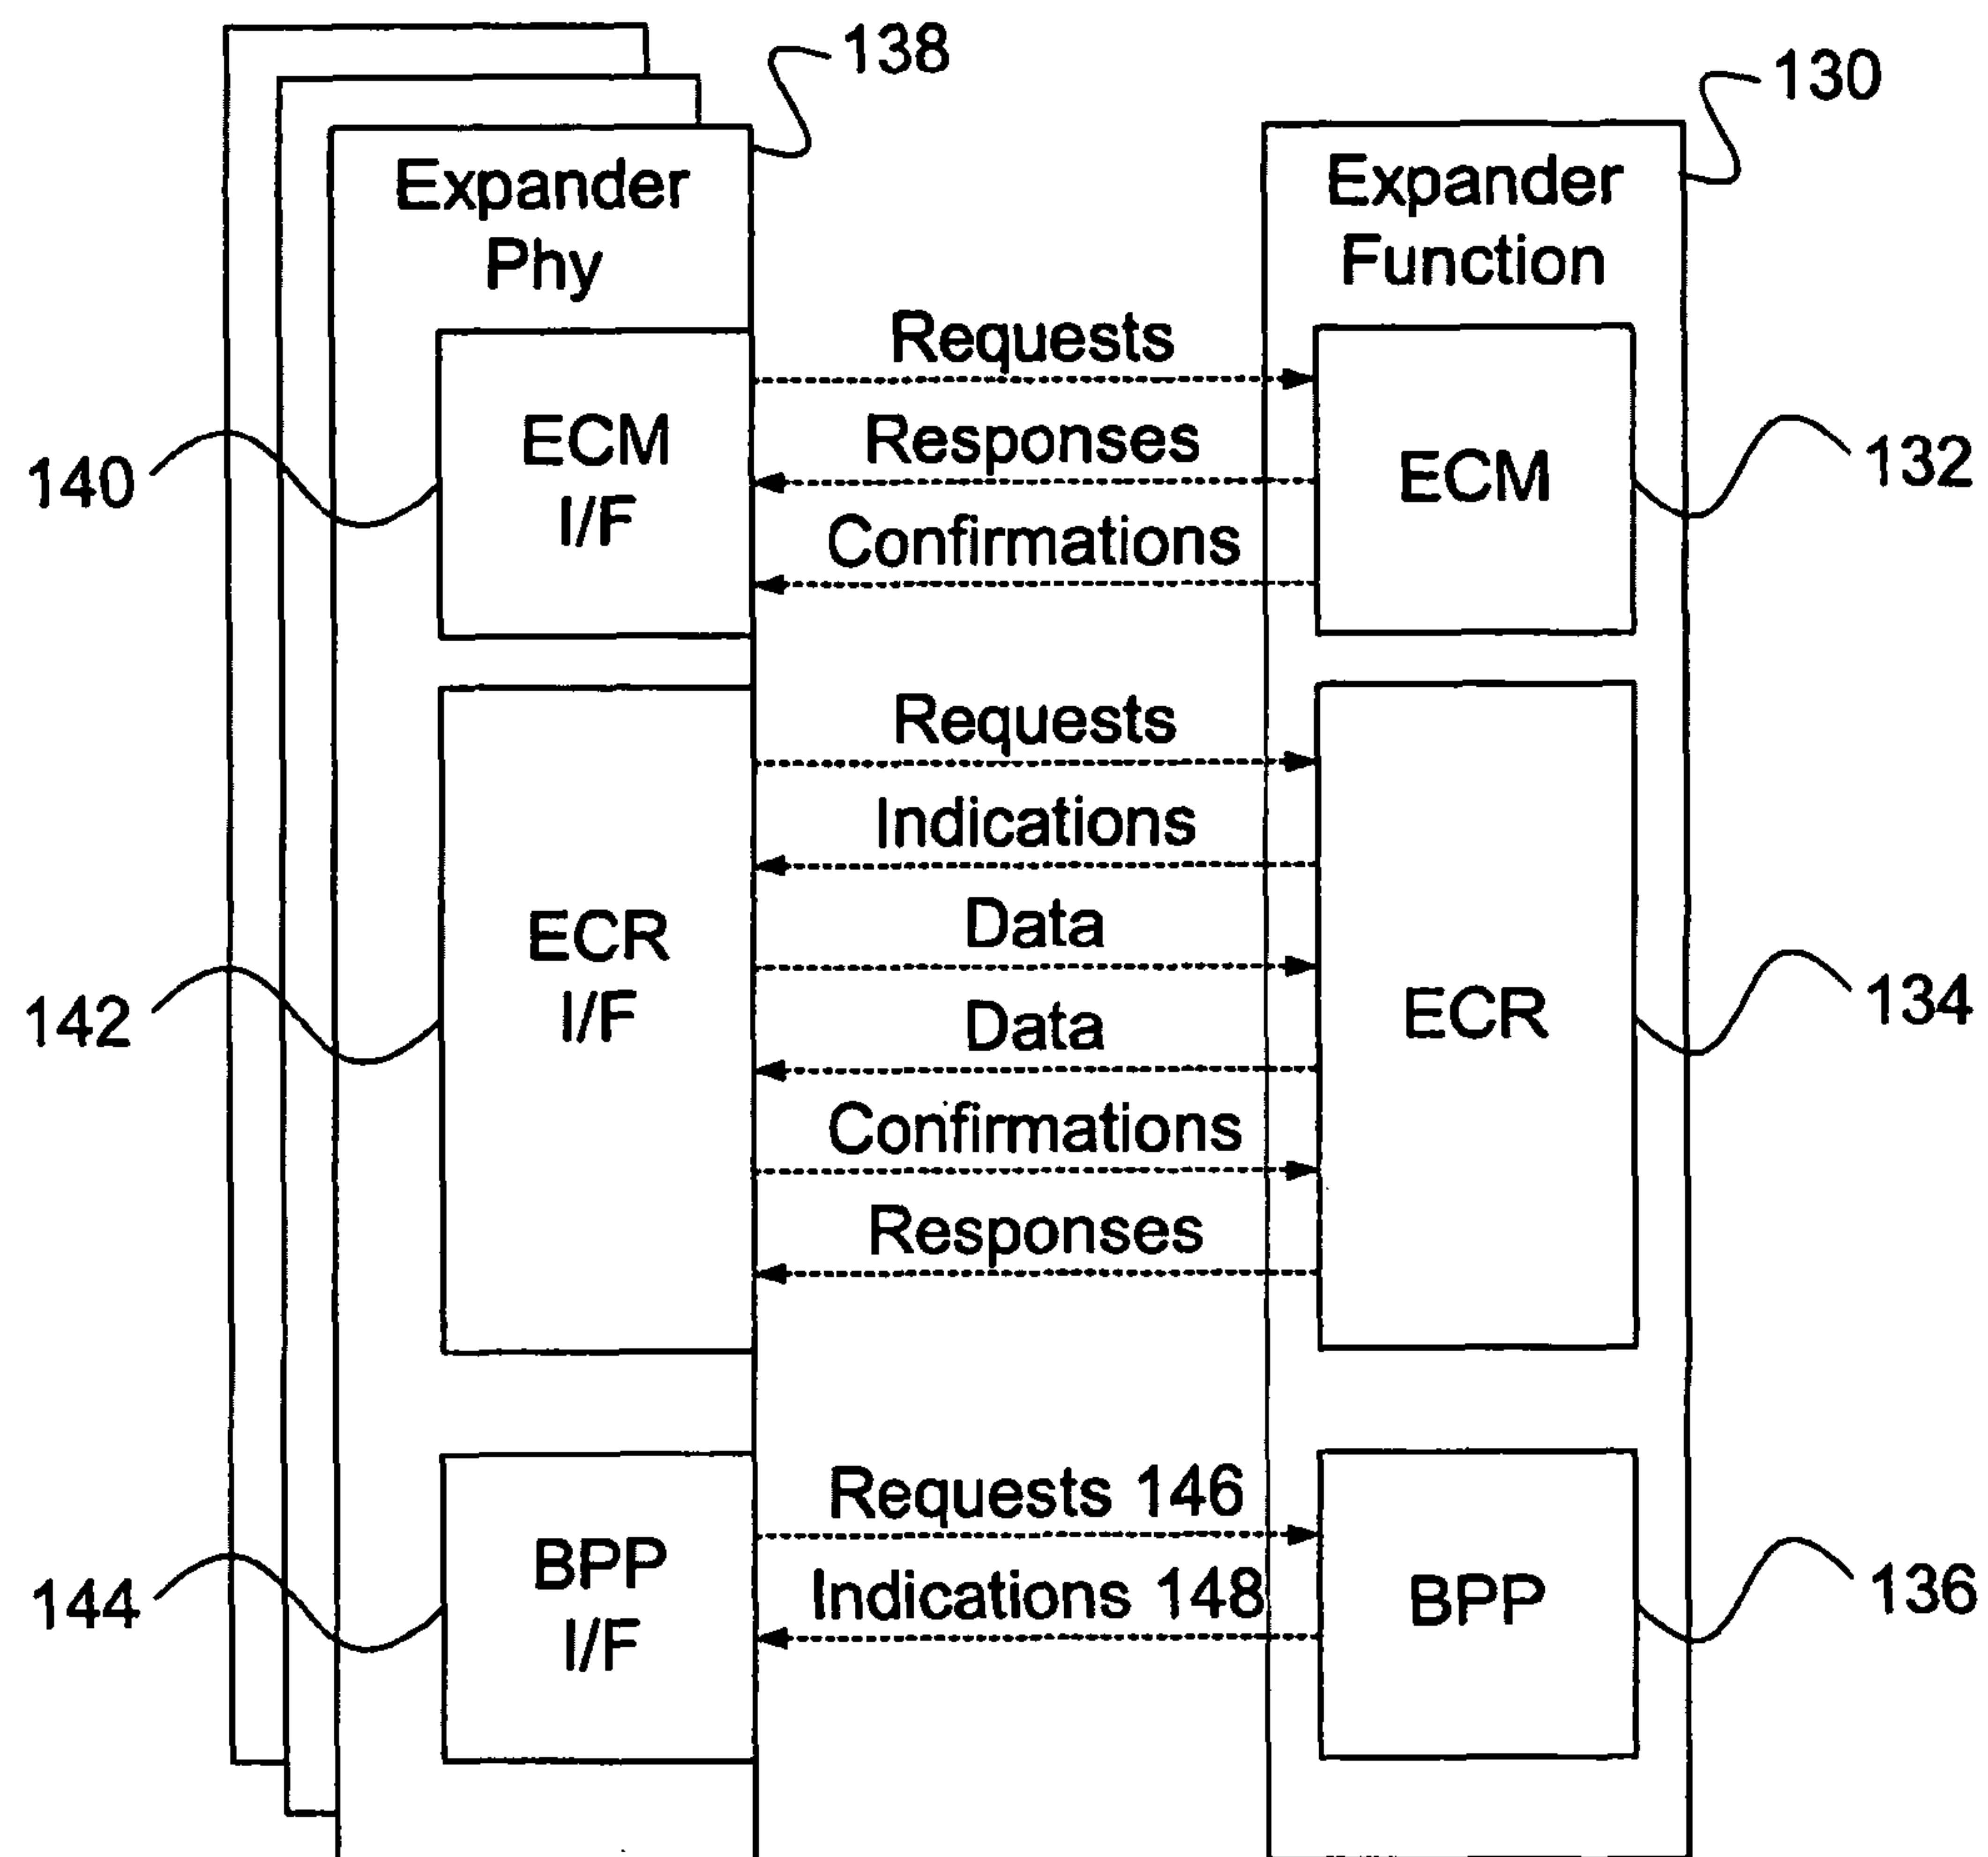 138
130
Expander
Phy
Expander
Function
Requests
ECM
I/F
Responses
ECM
140
132
Confirmations
Requests
Indications
ECR
I/F
Data
ECR
142
134
Data
Confirmations
Responses
Requests 146
BPP
I/F
Indications 148
BPP
144
136